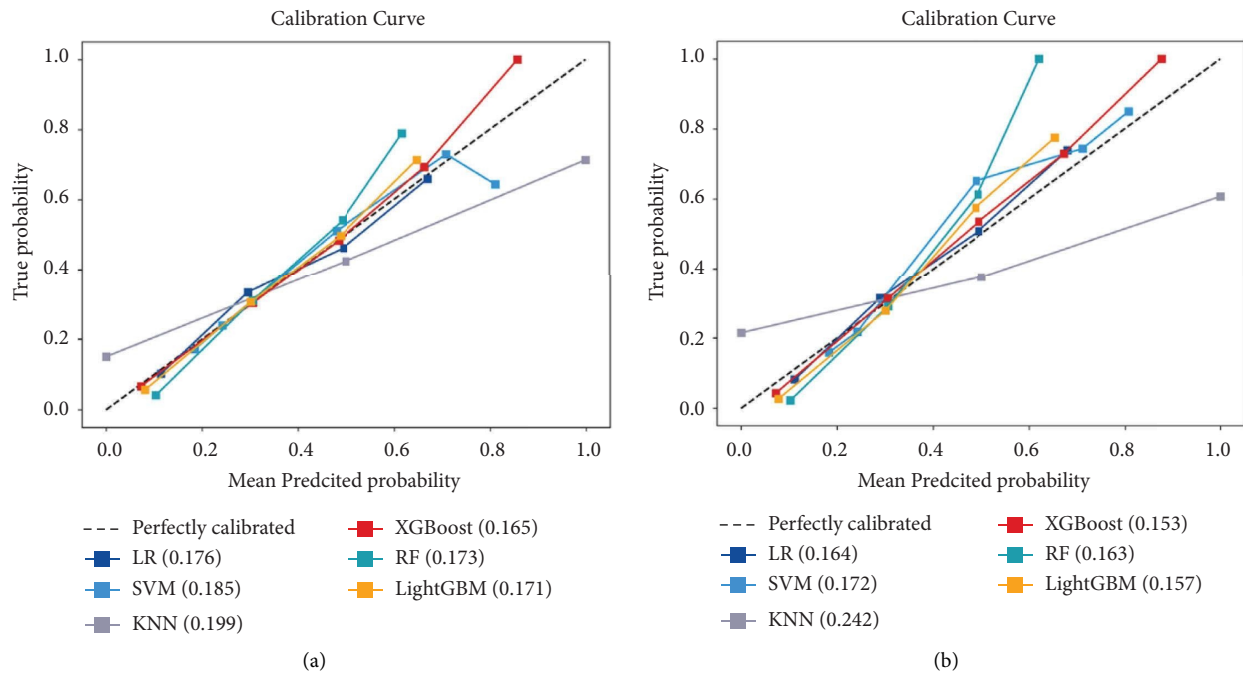 Calibration Curve
1.0
0.8
0.6
0.4
0.2
0.0
True probability
0.0 0.2 0.4 0.6 0.8 1.0
Mean Predcited probability
Perfectly calibrated
LR (0.176)
SVM (0.185)
KNN (0.199)
XGBoost (0.165)
RF (0.173)
LightGBM (0.171)
(a)
Calibration Curve
1.0
0.8
0.6
0.4
0.2
0.0
True probability
0.0 0.2 0.4 0.6 0.8 1.0
Mean Predcited probability
Perfectly calibrated
LR (0.164)
SVM (0.172)
KNN (0.242)
XGBoost (0.153)
RF (0.163)
LightGBM (0.157)
(b)